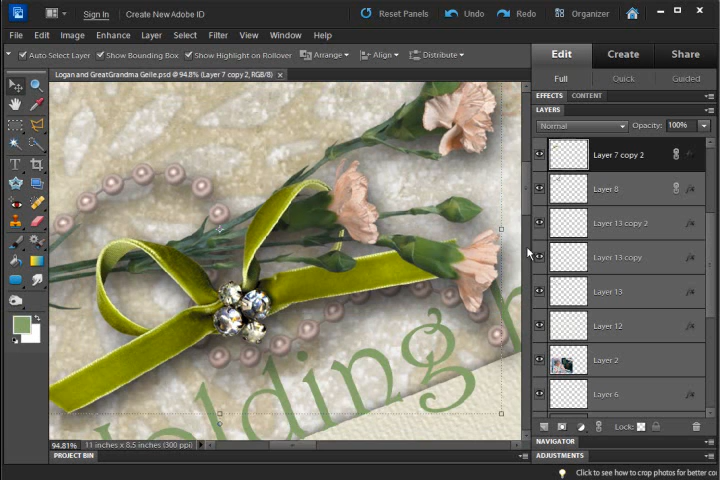 Sign In
Create New Adobe ID
Reset Panels
Undo
Redo
Organizer
File Edit Image Enhance Layer Select Filter View Window Help
Auto Select Layer Show Bounding Box Show Highlight on Rollover Arrange Align Distribute
Edit Create Share
Full Quick Guided
Logan and GreatGrandma Geile.psd @ 94.8% (Layer 7 copy 2, RGB/8) x
EFFECTS CONTENT
LAYERS
Normal Opacity: 100%
Layer 7 copy 2
Layer 8
Layer 13 copy 2
Layer 13 copy
Layer 13
Layer 12
Layer 2
Layer 6
olding
Lock:
94.81% 11 inches x 8.5 inches (300 ppi)
NAVIGATOR
PROJECT BIN
ADJUSTMENTS
Click to see how to crop photos for better co